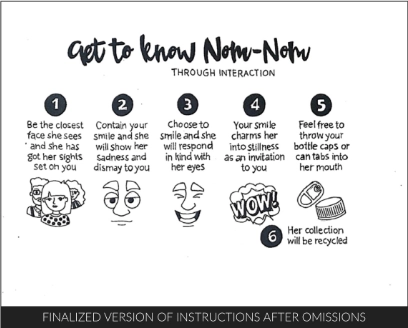 Get to know Nom-Nom
THROUGH INTERACTION
1
Be the closest
face she sees
and she has
got her sights
set on you
2
Contain your
smile and she
will show her
sadness and
dismay to you
3
Choose to
smile and she
will respond
in kind with
her eyes
4
Your smile
charms her
into stillness
as an invitation
to you
5
Feel free to
throw your
bottle caps or
can tabs into
her mouth
WOW!
6
Her collection
will be recycled
FINALIZED VERSION OF INSTRUCTIONS AFTER OMISSIONS